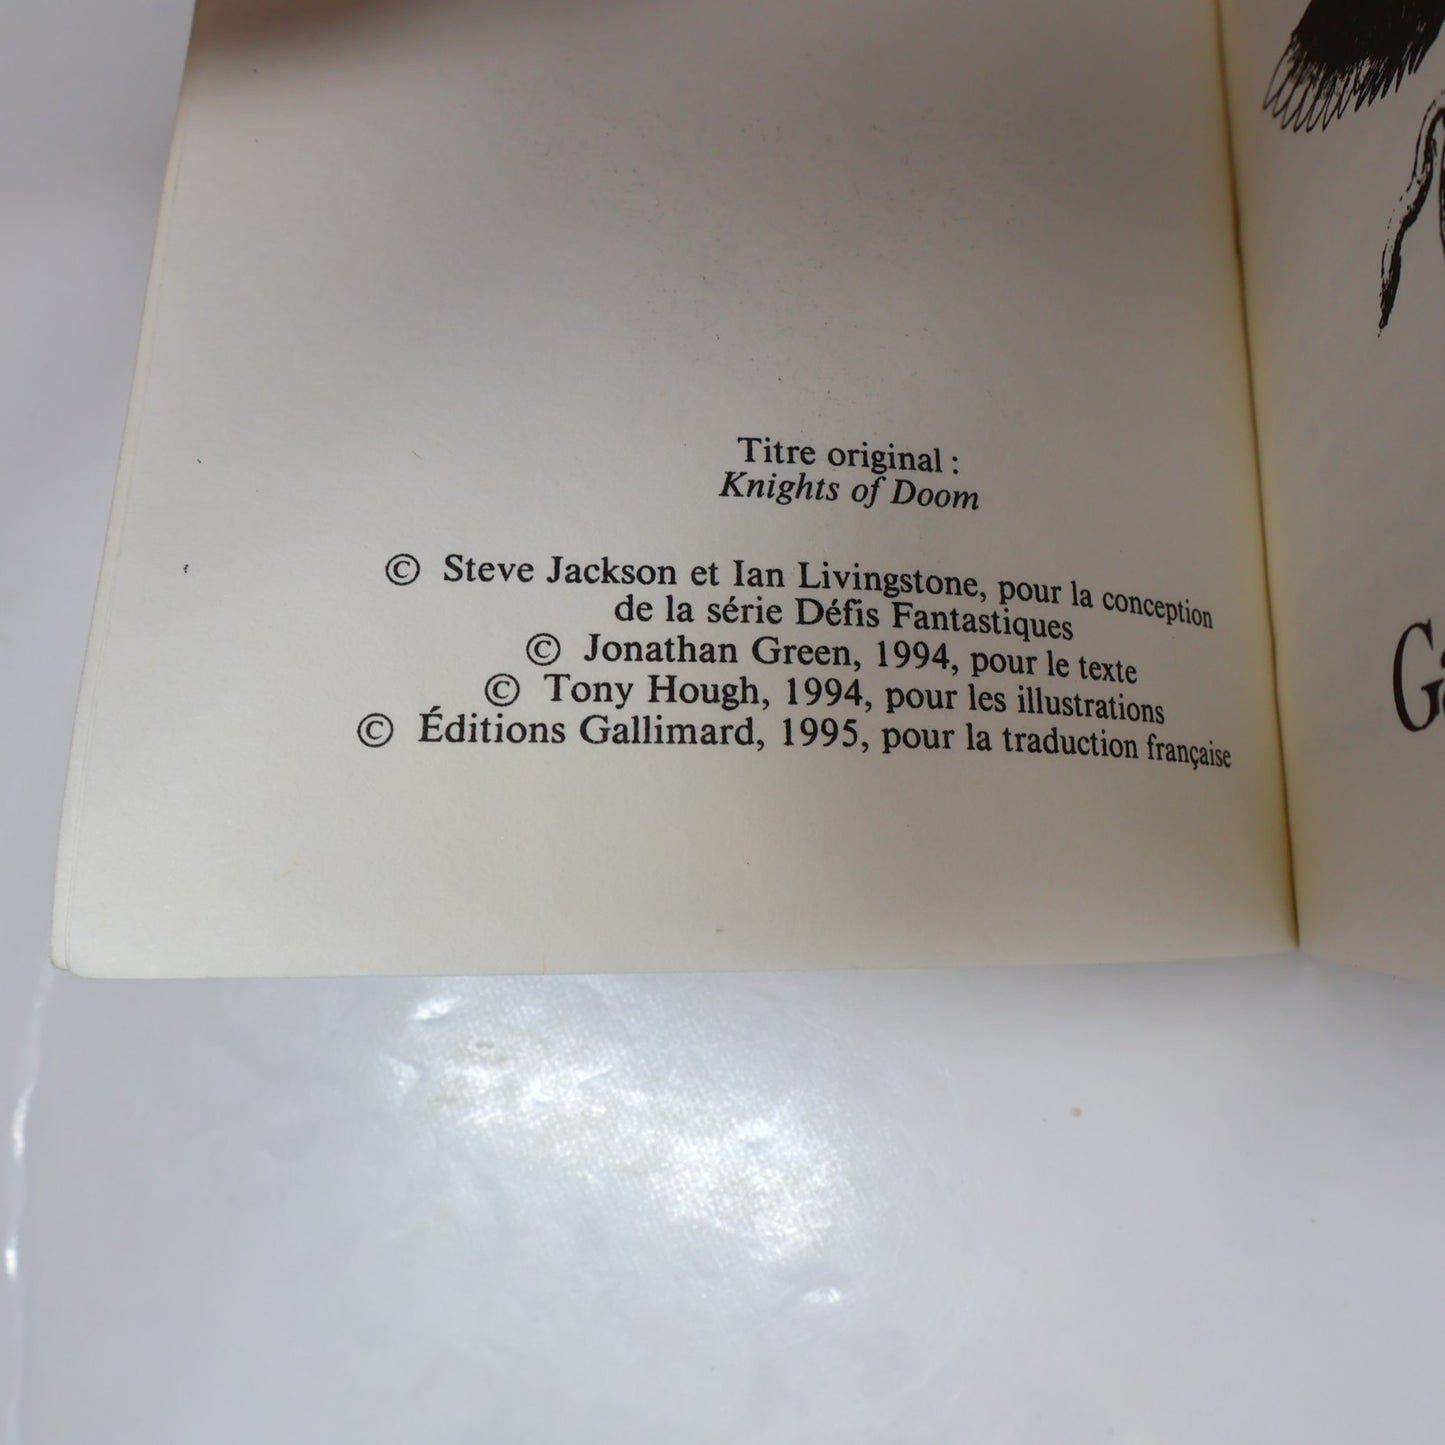 Titre original :
Knights of Doom
© Steve Jackson et Ian Livingstone, pour la conception
de la série Défis Fantastiques
© Jonathan Green, 1994, pour le texte
© Tony Hough, 1994, pour les illustrations
© Éditions Gallimard, 1995, pour la traduction française